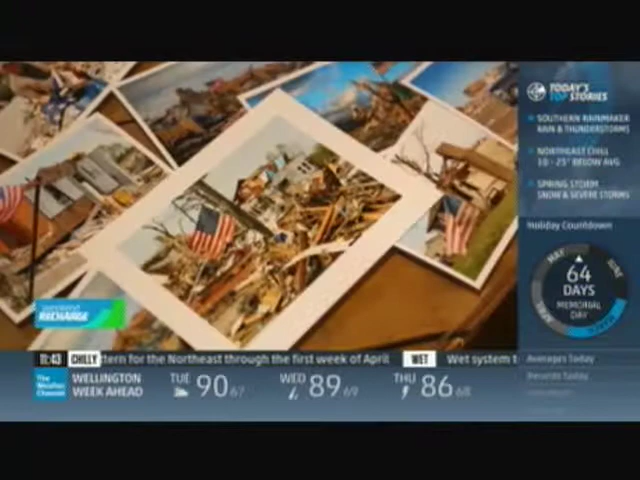 TODAY'S
TOP STORIES
SOUTHERN RAINMAKER
RAIN & THUNDERSTORMS
NORTHEAST CHILL
10 - 25° BELOW AVG
SPRING STORM
SNOW & SEVERE STORMS
Holiday Countdown
MAY
JUNE
64
DAYS
MEMORIAL
DAY
APRIL
MARCH
RECHARGE
11:43 CHILLY ttern for the Northeast through the first week of April WET Wet system t
Averages Today
Records Today
The
Weather
Channel
WELLINGTON
WEEK AHEAD
TUE 90 67
WED 89 69
THU 86 68